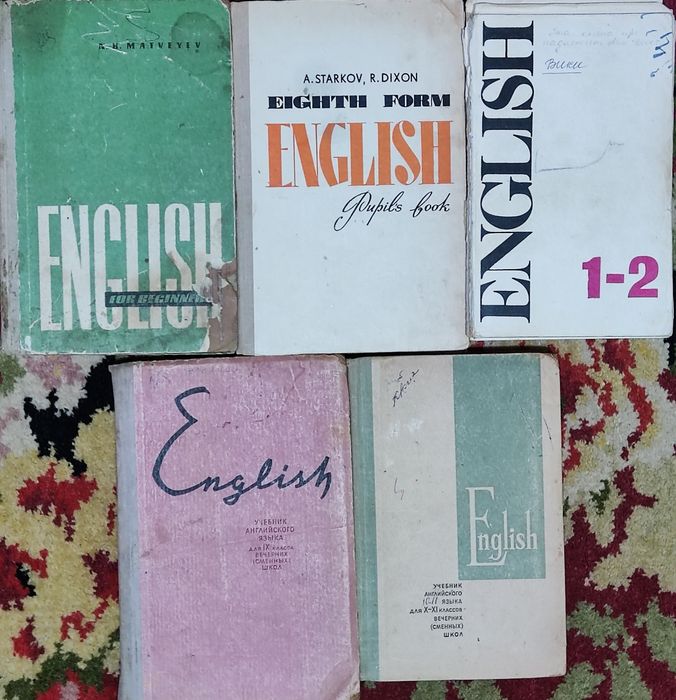 A. N. MATVEYEV
ENGLISH
FOR BEGINNERS
A. STARKOV, R. DIXON
EIGHTH FORM
ENGLISH
Pupil's book
ENGLISH
1-2
Вики
English
УЧЕБНИК
АНГЛИЙСКОГО
ЯЗЫКА
ДЛЯ IX КЛАССА
ВЕЧЕРНИХ
(СМЕННЫХ)
ШКОЛ
English
УЧЕБНИК
АНГЛИЙСКОГО
ЯЗЫКА
ДЛЯ X–XI КЛАССОВ
ВЕЧЕРНИХ
(СМЕННЫХ)
ШКОЛ